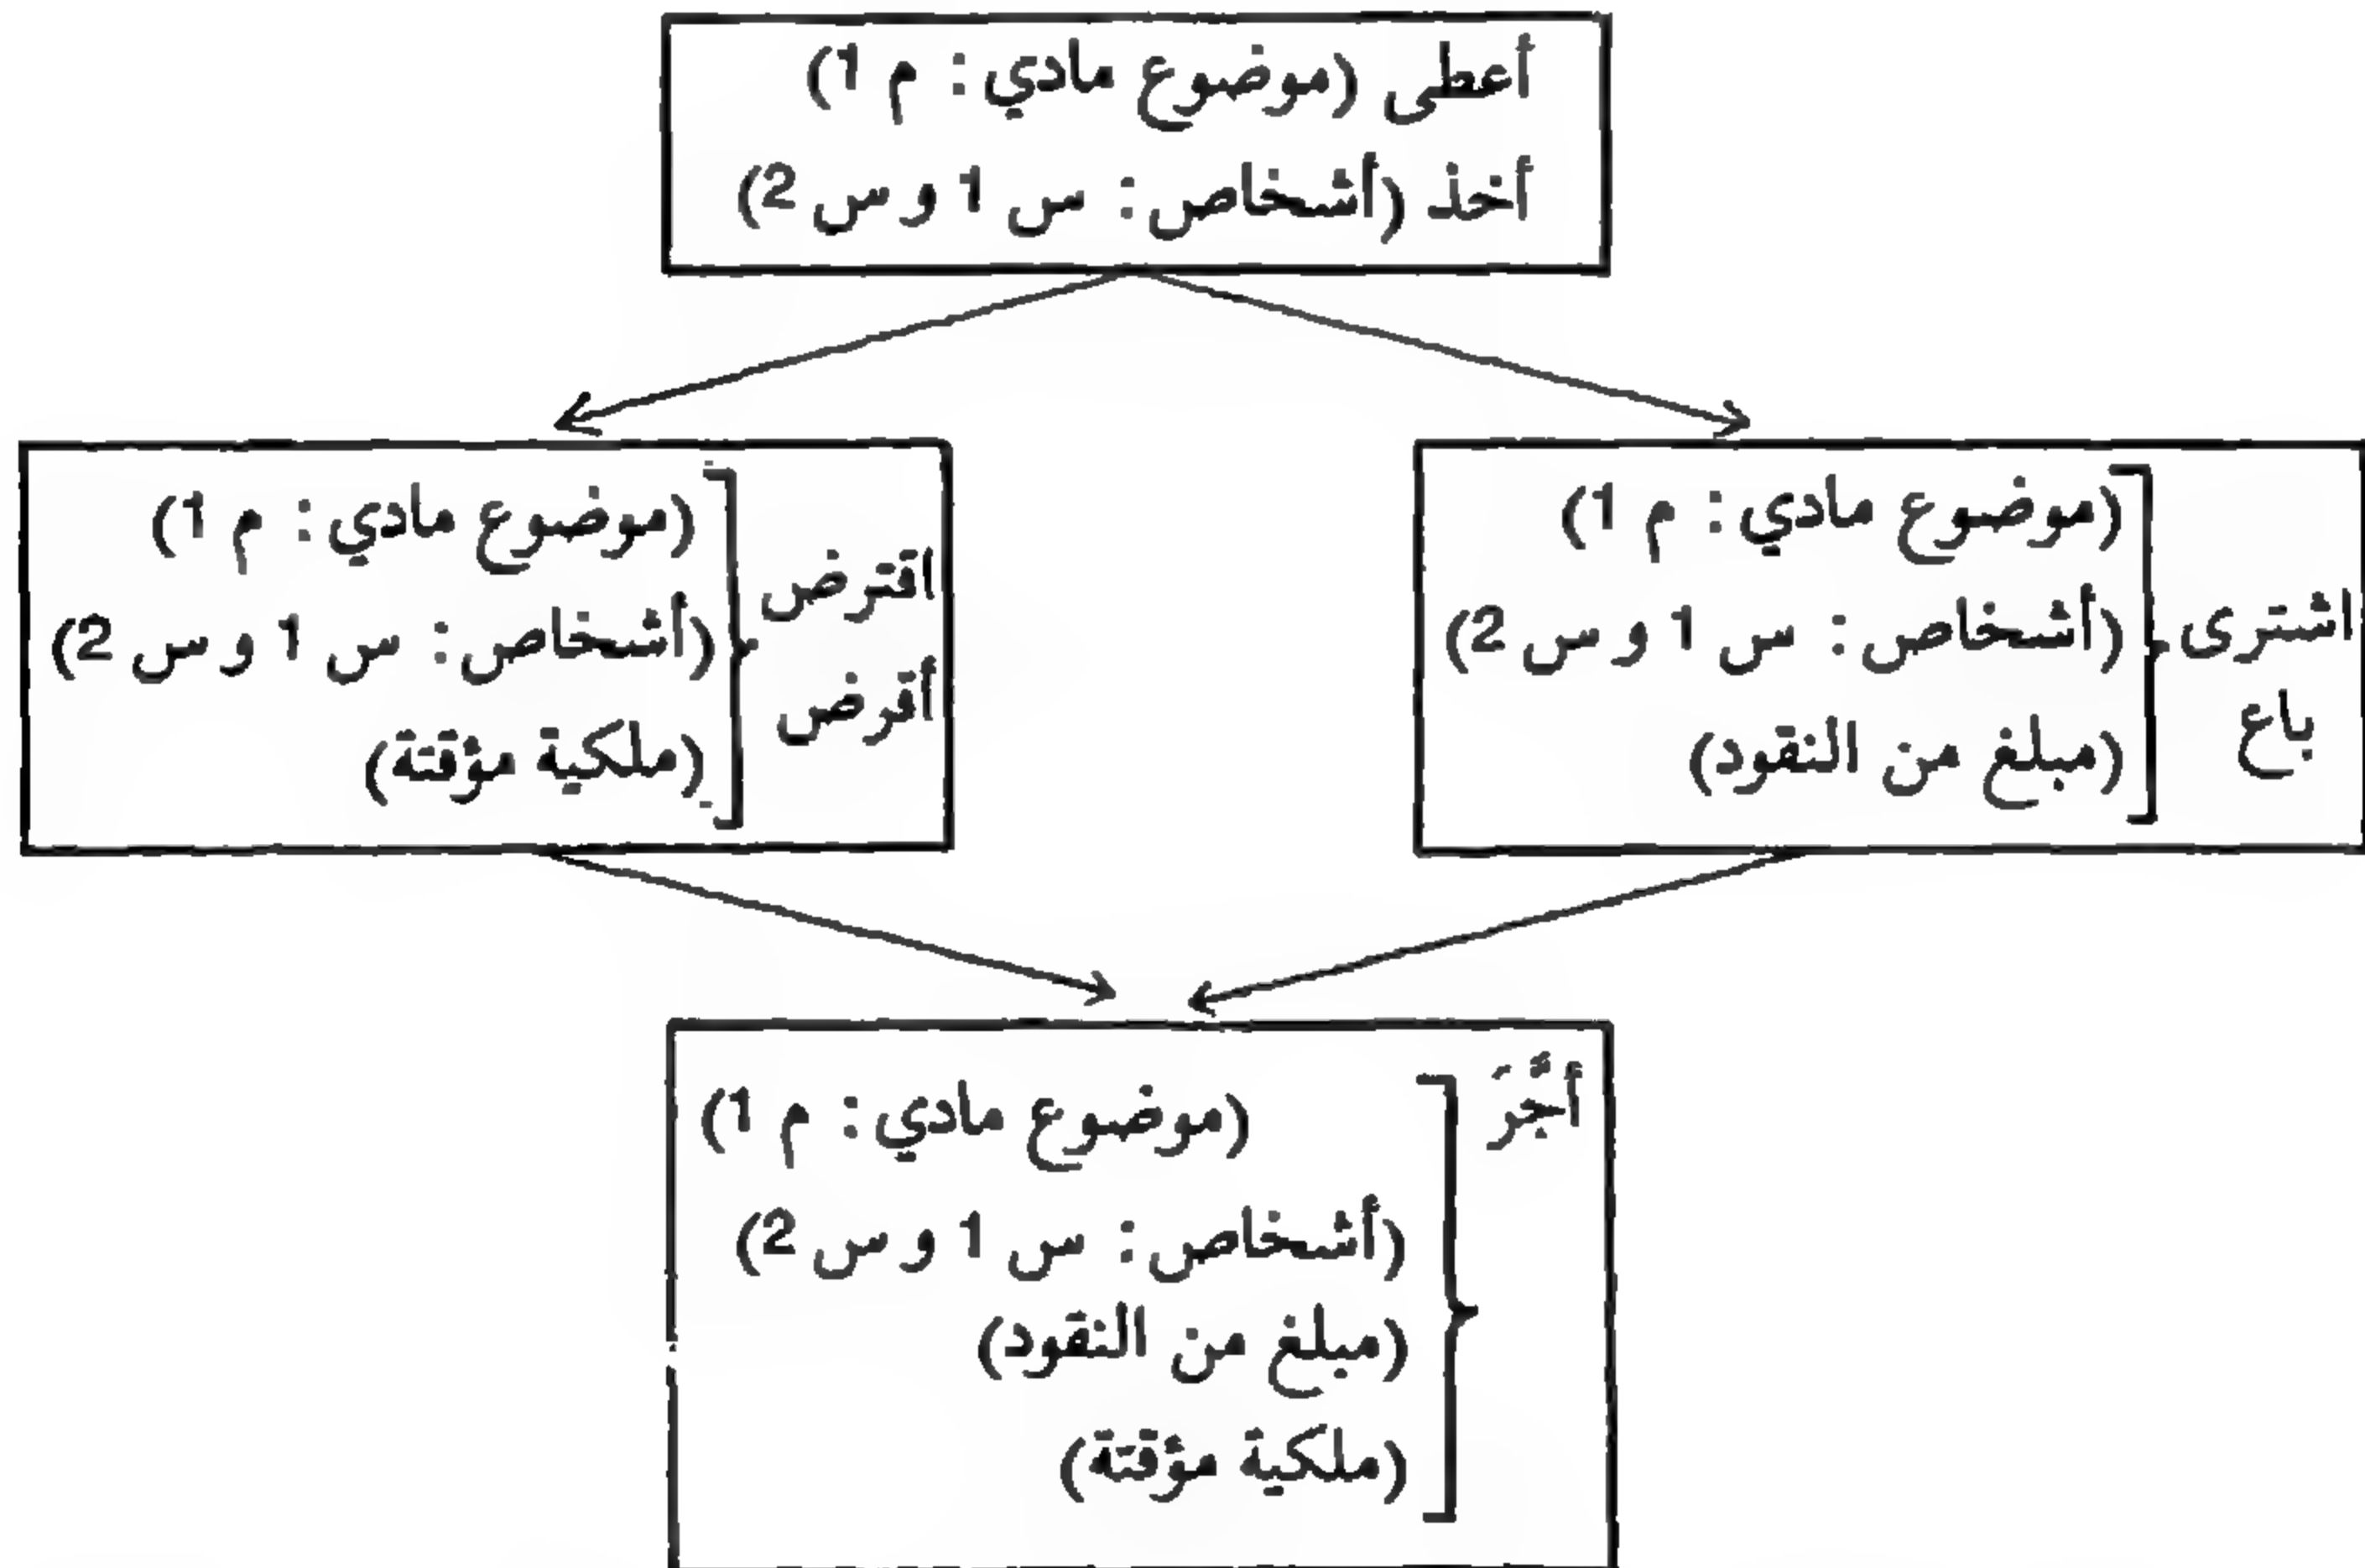 أعطى (موضوع مادي : م 1)
أخذ (أشخاص : س 1 و س 2)
اشترى
باع
(موضوع مادي : م 1)
(أشخاص : س 1 و س 2)
(مبلغ من النقود)
اقترض
أقرض
(موضوع مادي : م 1)
(أشخاص : س 1 و س 2)
(ملكية مؤقتة)
أَجَّرَ
(موضوع مادي : م 1)
(أشخاص : س 1 و س 2)
(مبلغ من النقود)
(ملكية مؤقتة)